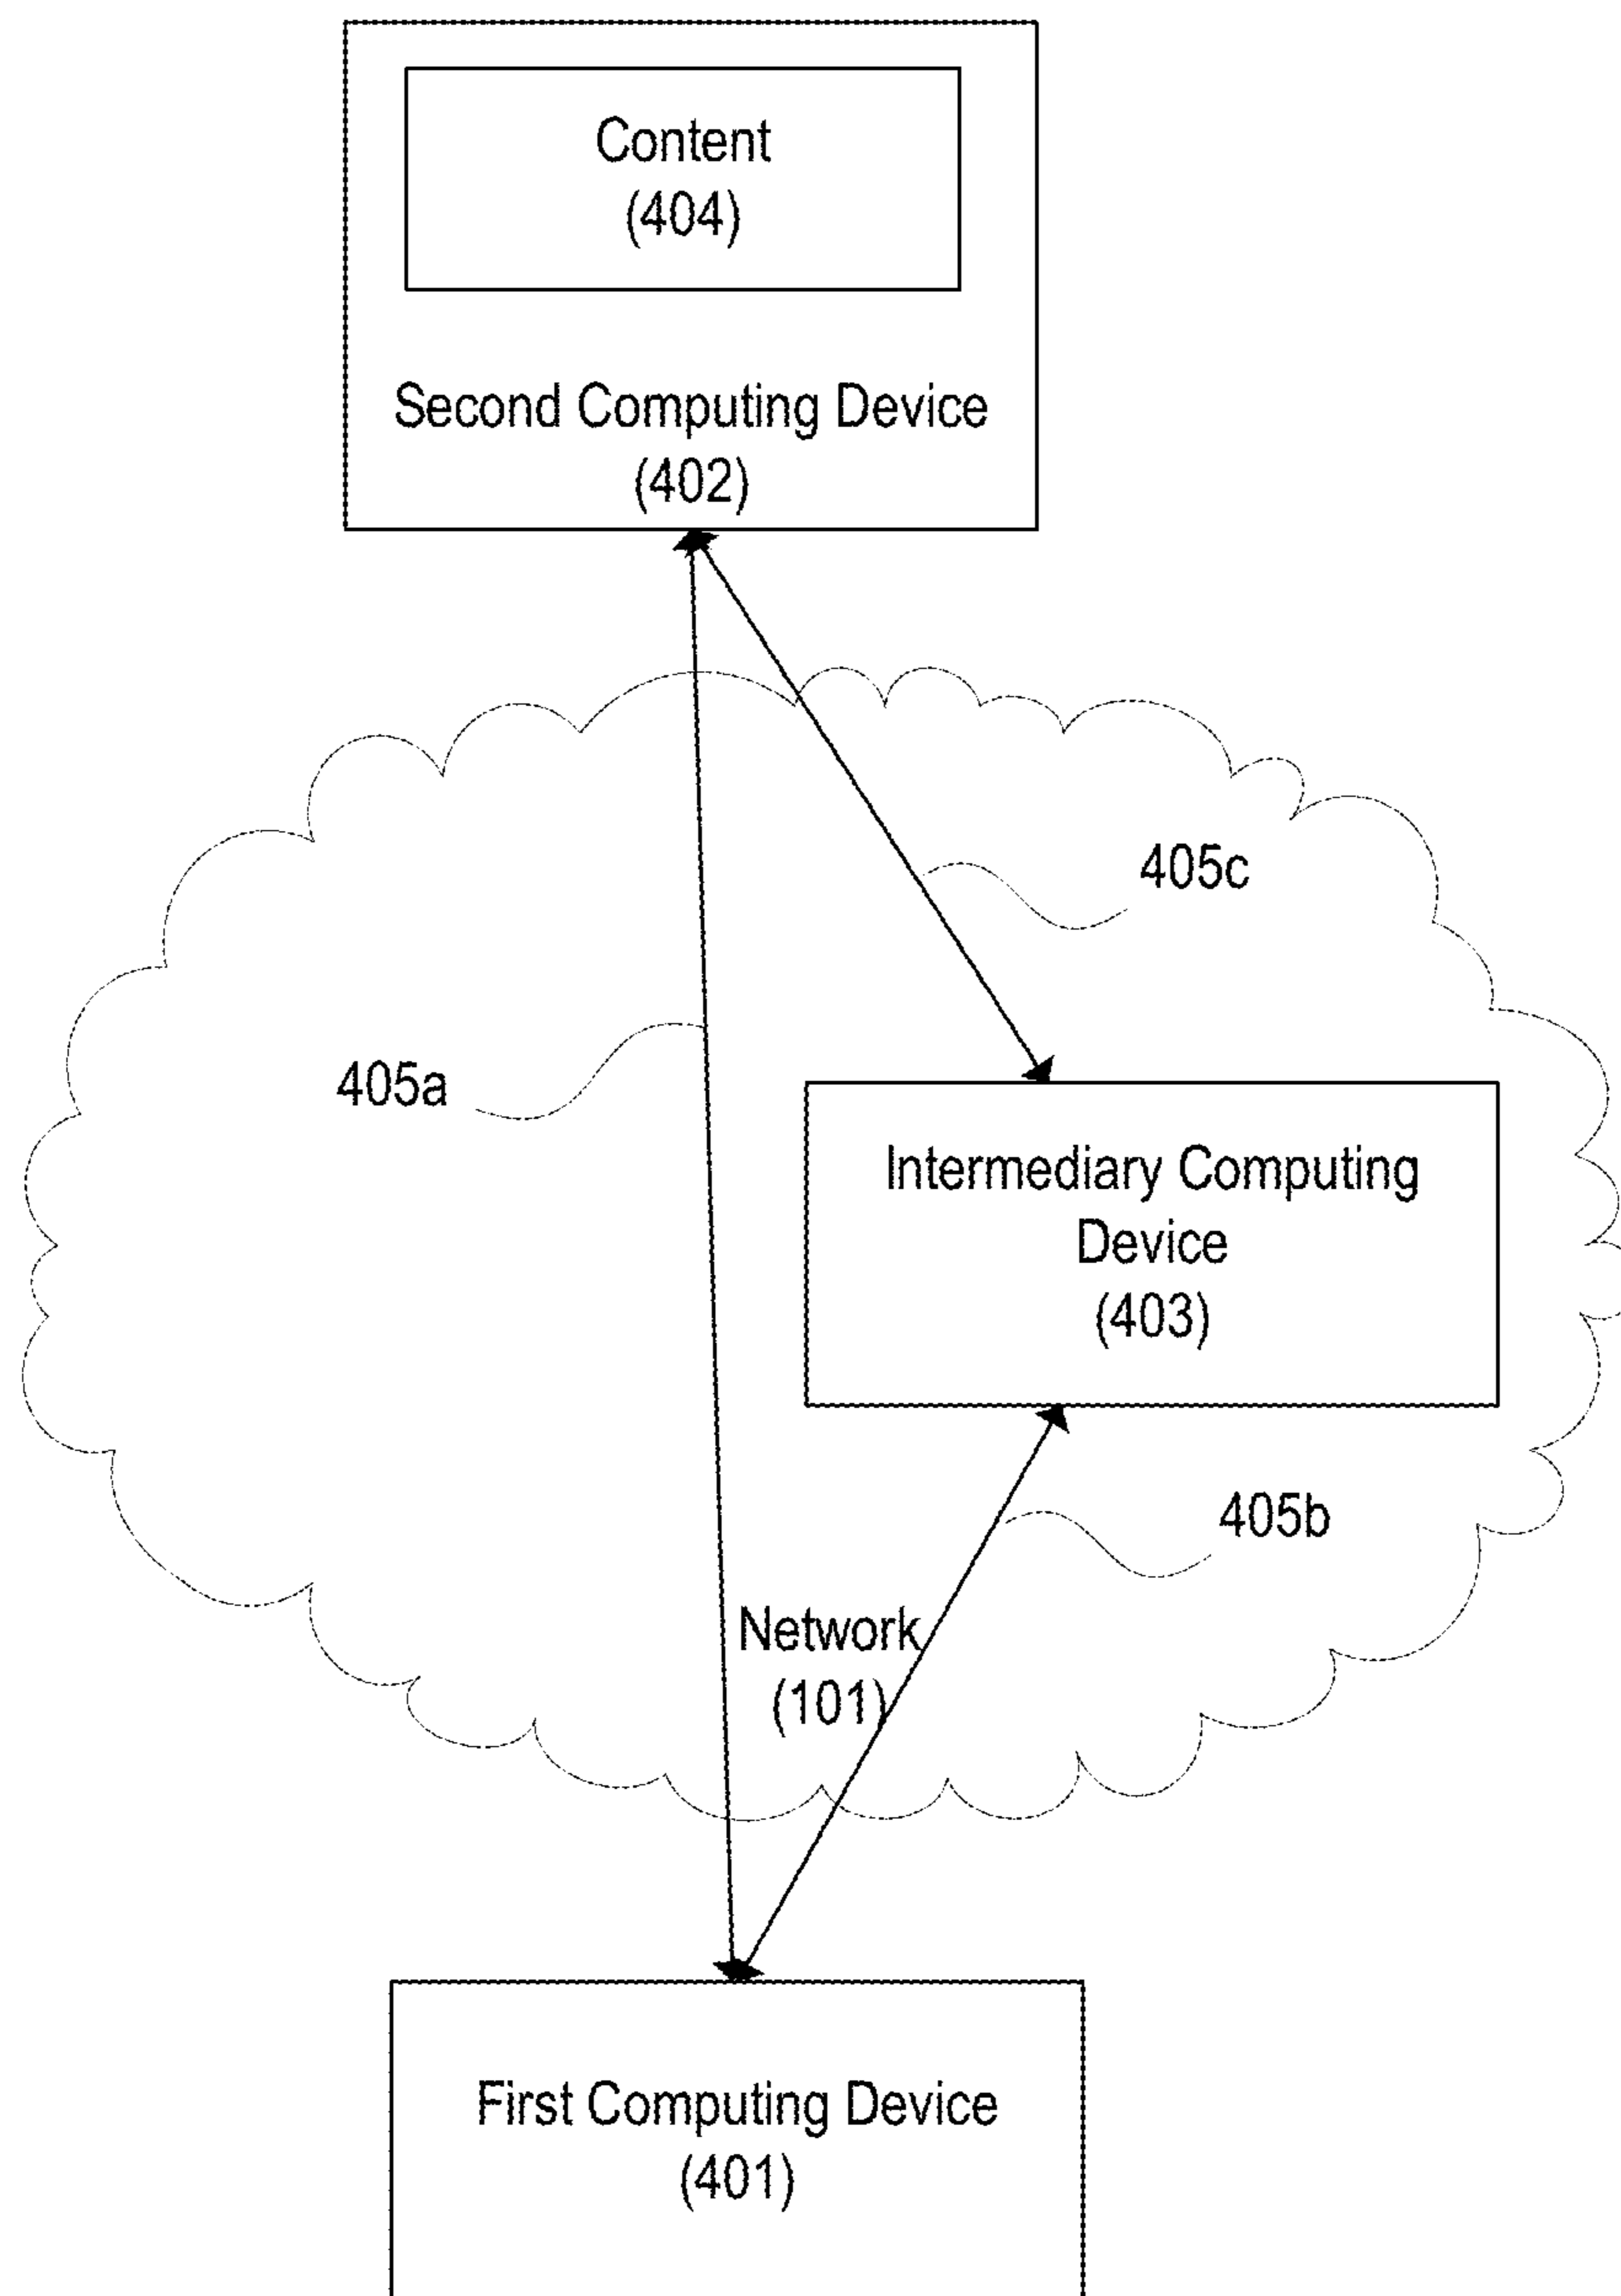 Content
(404)
Second Computing Device
(402)
405c
405a
Intermediary Computing
Device
(403)
405b
Network
(101)
First Computing Device
(401)